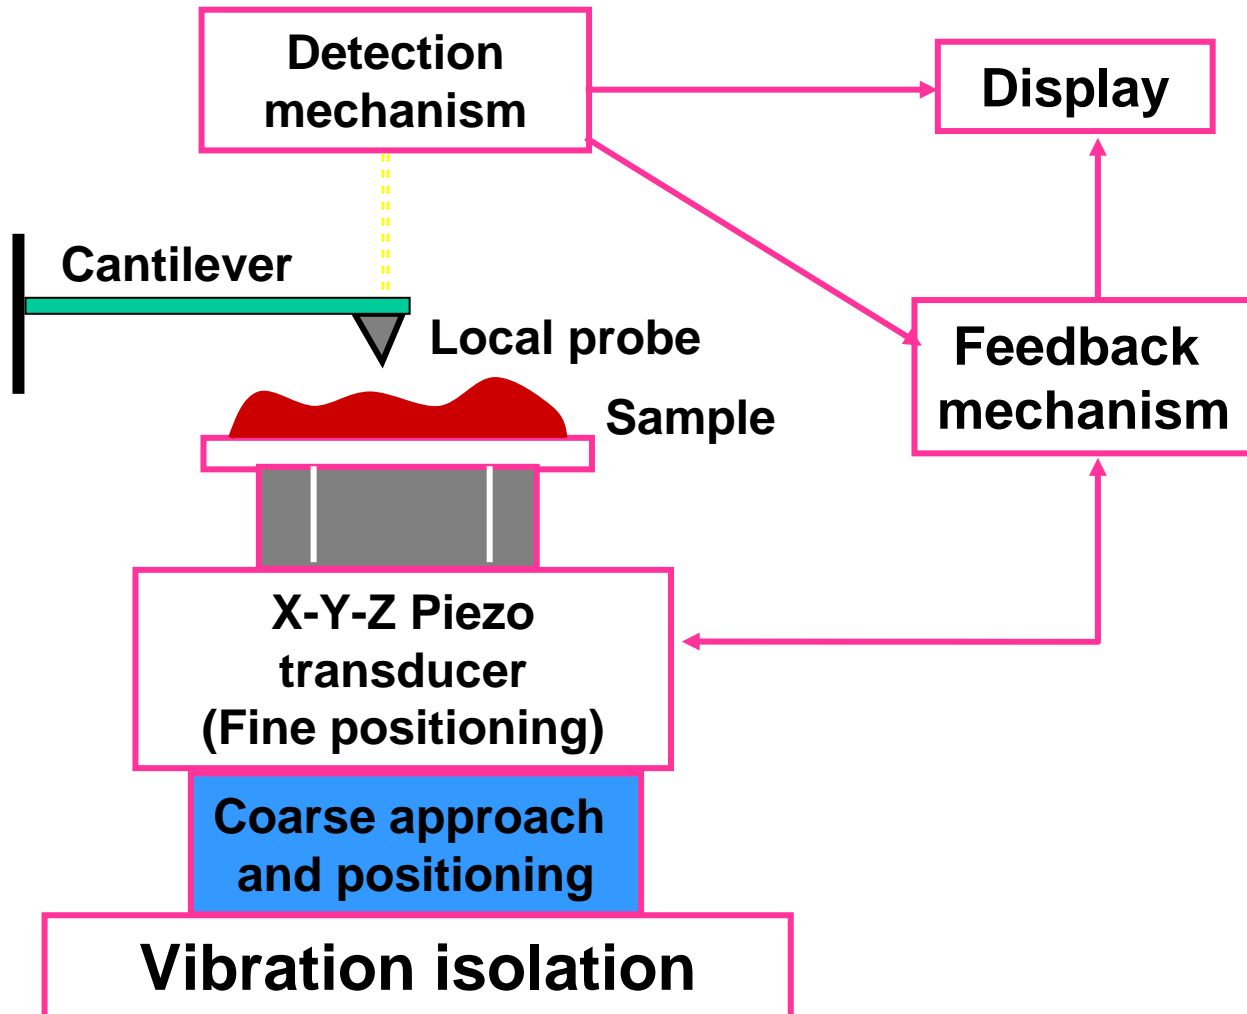 Detection
mechanism
Display
Cantilever
Local probe
Feedback
mechanism
Sample
X-Y-Z Piezo
transducer
(Fine positioning)
Coarse approach
and positioning
Vibration isolation